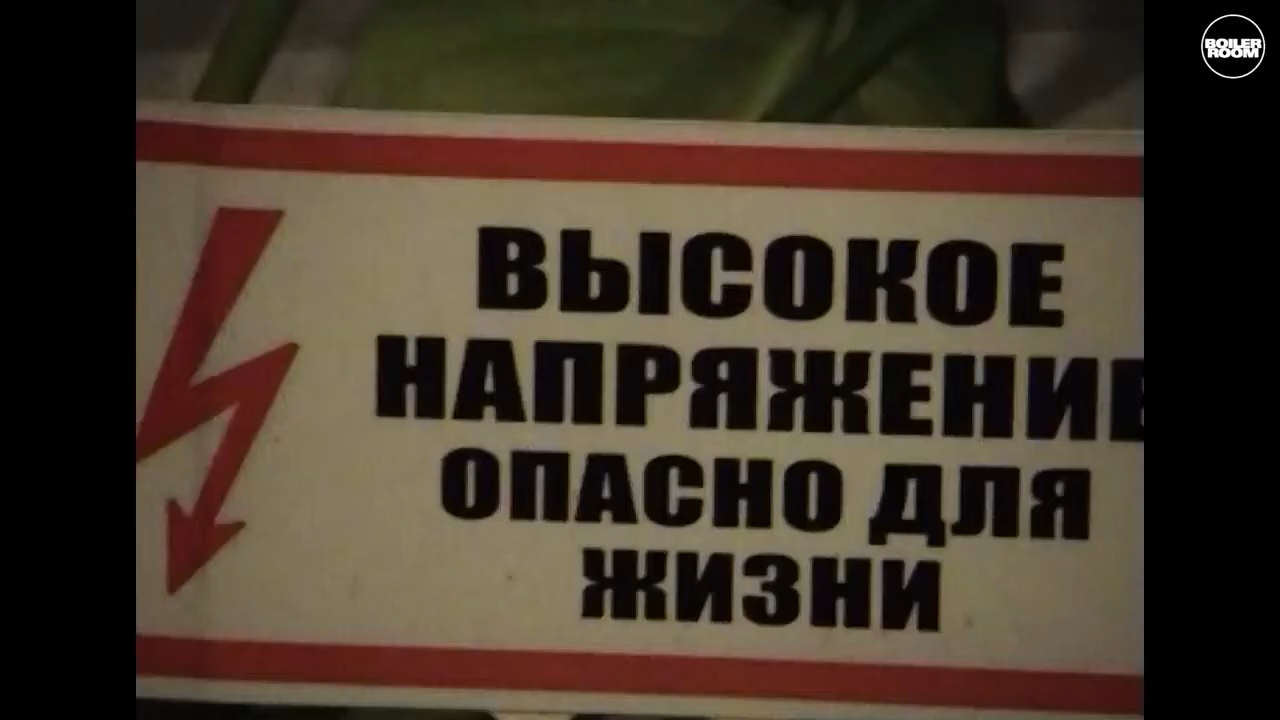 BOILER
ROOM
ВЫСОКОЕ
НАПРЯЖЕНИЕ
ОПАСНО ДЛЯ
ЖИЗНИ